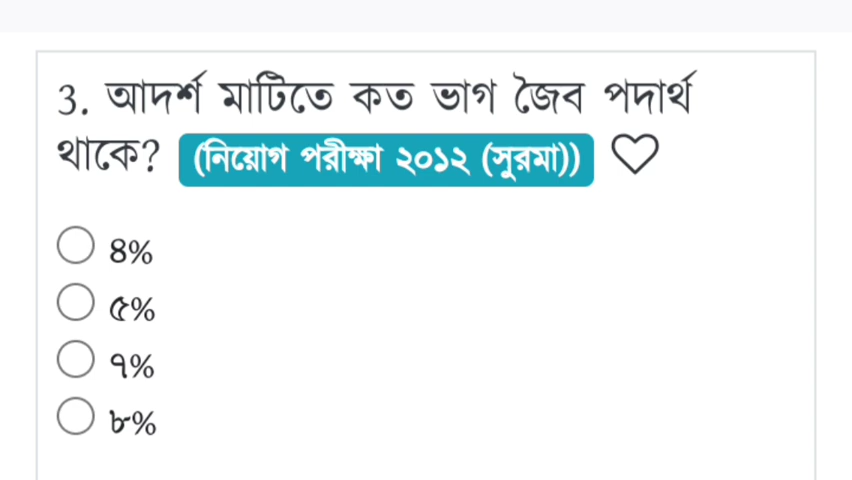 3. আদর্শ মাটিতে কত ভাগ জৈব পদার্থ
থাকে? (নিয়োগ পরীক্ষা ২০১২ (সুরমা))
৪%
৫%
৭%
৮%